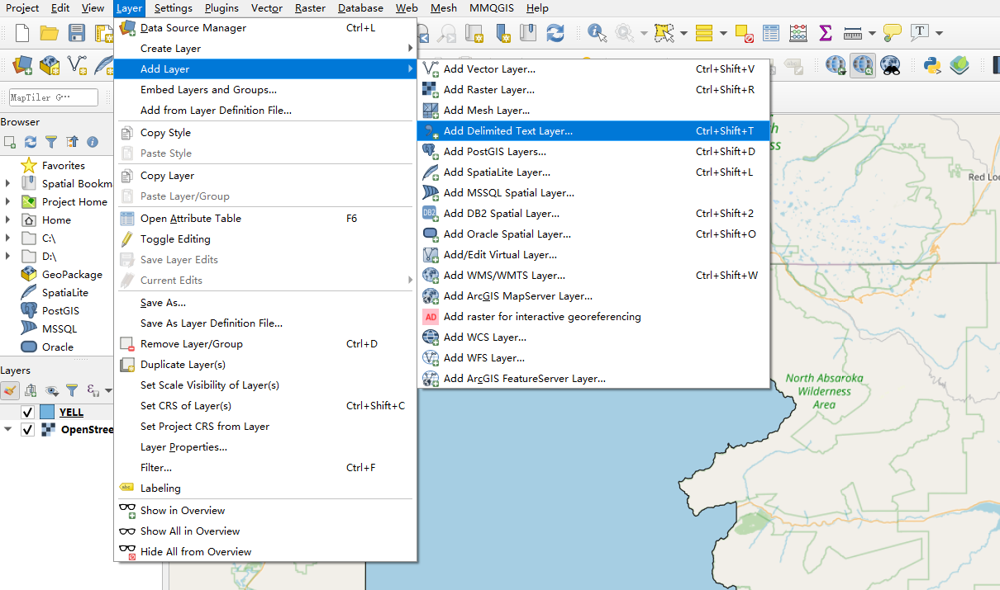 Project Edit View Layer Settings Plugins Vector Raster Database Web Mesh MMQGIS Help
MapTiler G···
Browser
Favorites
Spatial Bookm
Project Home
Home
C:\
D:\
GeoPackage
SpatiaLite
PostGIS
MSSQL
Oracle
Layers
YELL
OpenStree
Data Source Manager Ctrl+L
Create Layer
Add Layer
Embed Layers and Groups...
Add from Layer Definition File...
Copy Style
Paste Style
Copy Layer
Paste Layer/Group
Open Attribute Table F6
Toggle Editing
Save Layer Edits
Current Edits
Save As...
Save As Layer Definition File...
Remove Layer/Group Ctrl+D
Duplicate Layer(s)
Set Scale Visibility of Layer(s)
Set CRS of Layer(s) Ctrl+Shift+C
Set Project CRS from Layer
Layer Properties...
Filter... Ctrl+F
abc Labeling
Show in Overview
Show All in Overview
Hide All from Overview
Add Vector Layer... Ctrl+Shift+V
Add Raster Layer... Ctrl+Shift+R
Add Mesh Layer...
Add Delimited Text Layer... Ctrl+Shift+T
Add PostGIS Layers... Ctrl+Shift+D
Add SpatiaLite Layer... Ctrl+Shift+L
Add MSSQL Spatial Layer...
DB2 Add DB2 Spatial Layer... Ctrl+Shift+2
Add Oracle Spatial Layer... Ctrl+Shift+O
Add/Edit Virtual Layer...
Add WMS/WMTS Layer... Ctrl+Shift+W
Add ArcGIS MapServer Layer...
AD Add raster for interactive georeferencing
Add WCS Layer...
Add WFS Layer...
Add ArcGIS FeatureServer Layer...
Red Lo
North Absaroka
Wilderness
Area